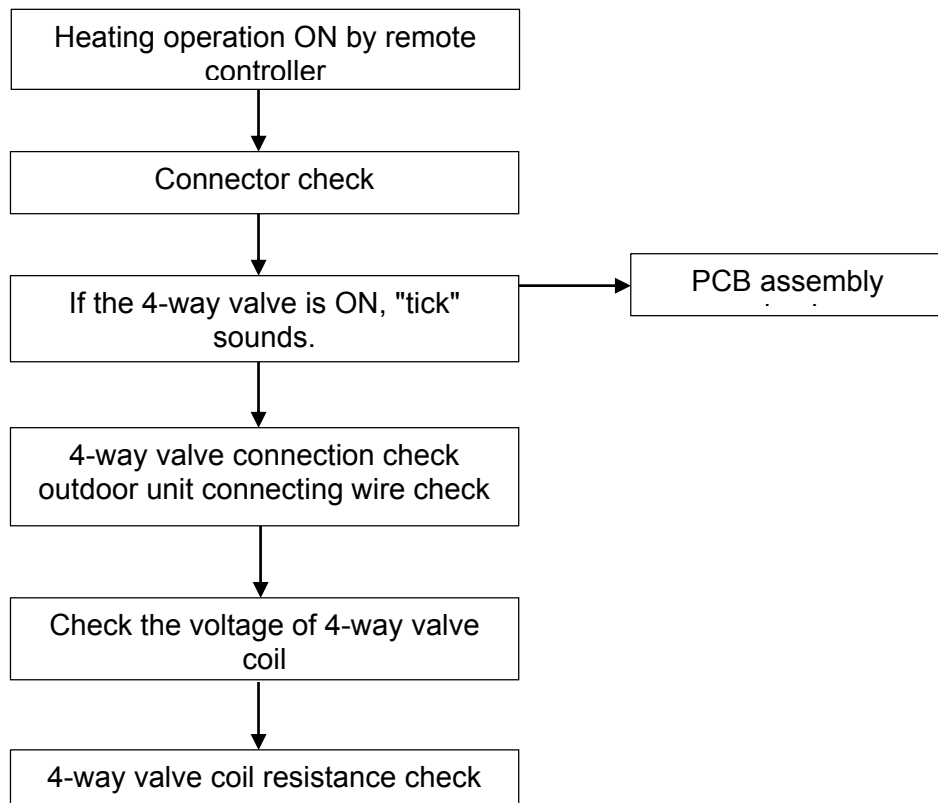 Heating operation ON by remote
controller
Connector check
If the 4-way valve is ON, "tick"
sounds.
PCB assembly
4-way valve connection check
outdoor unit connecting wire check
Check the voltage of 4-way valve
coil
4-way valve coil resistance check